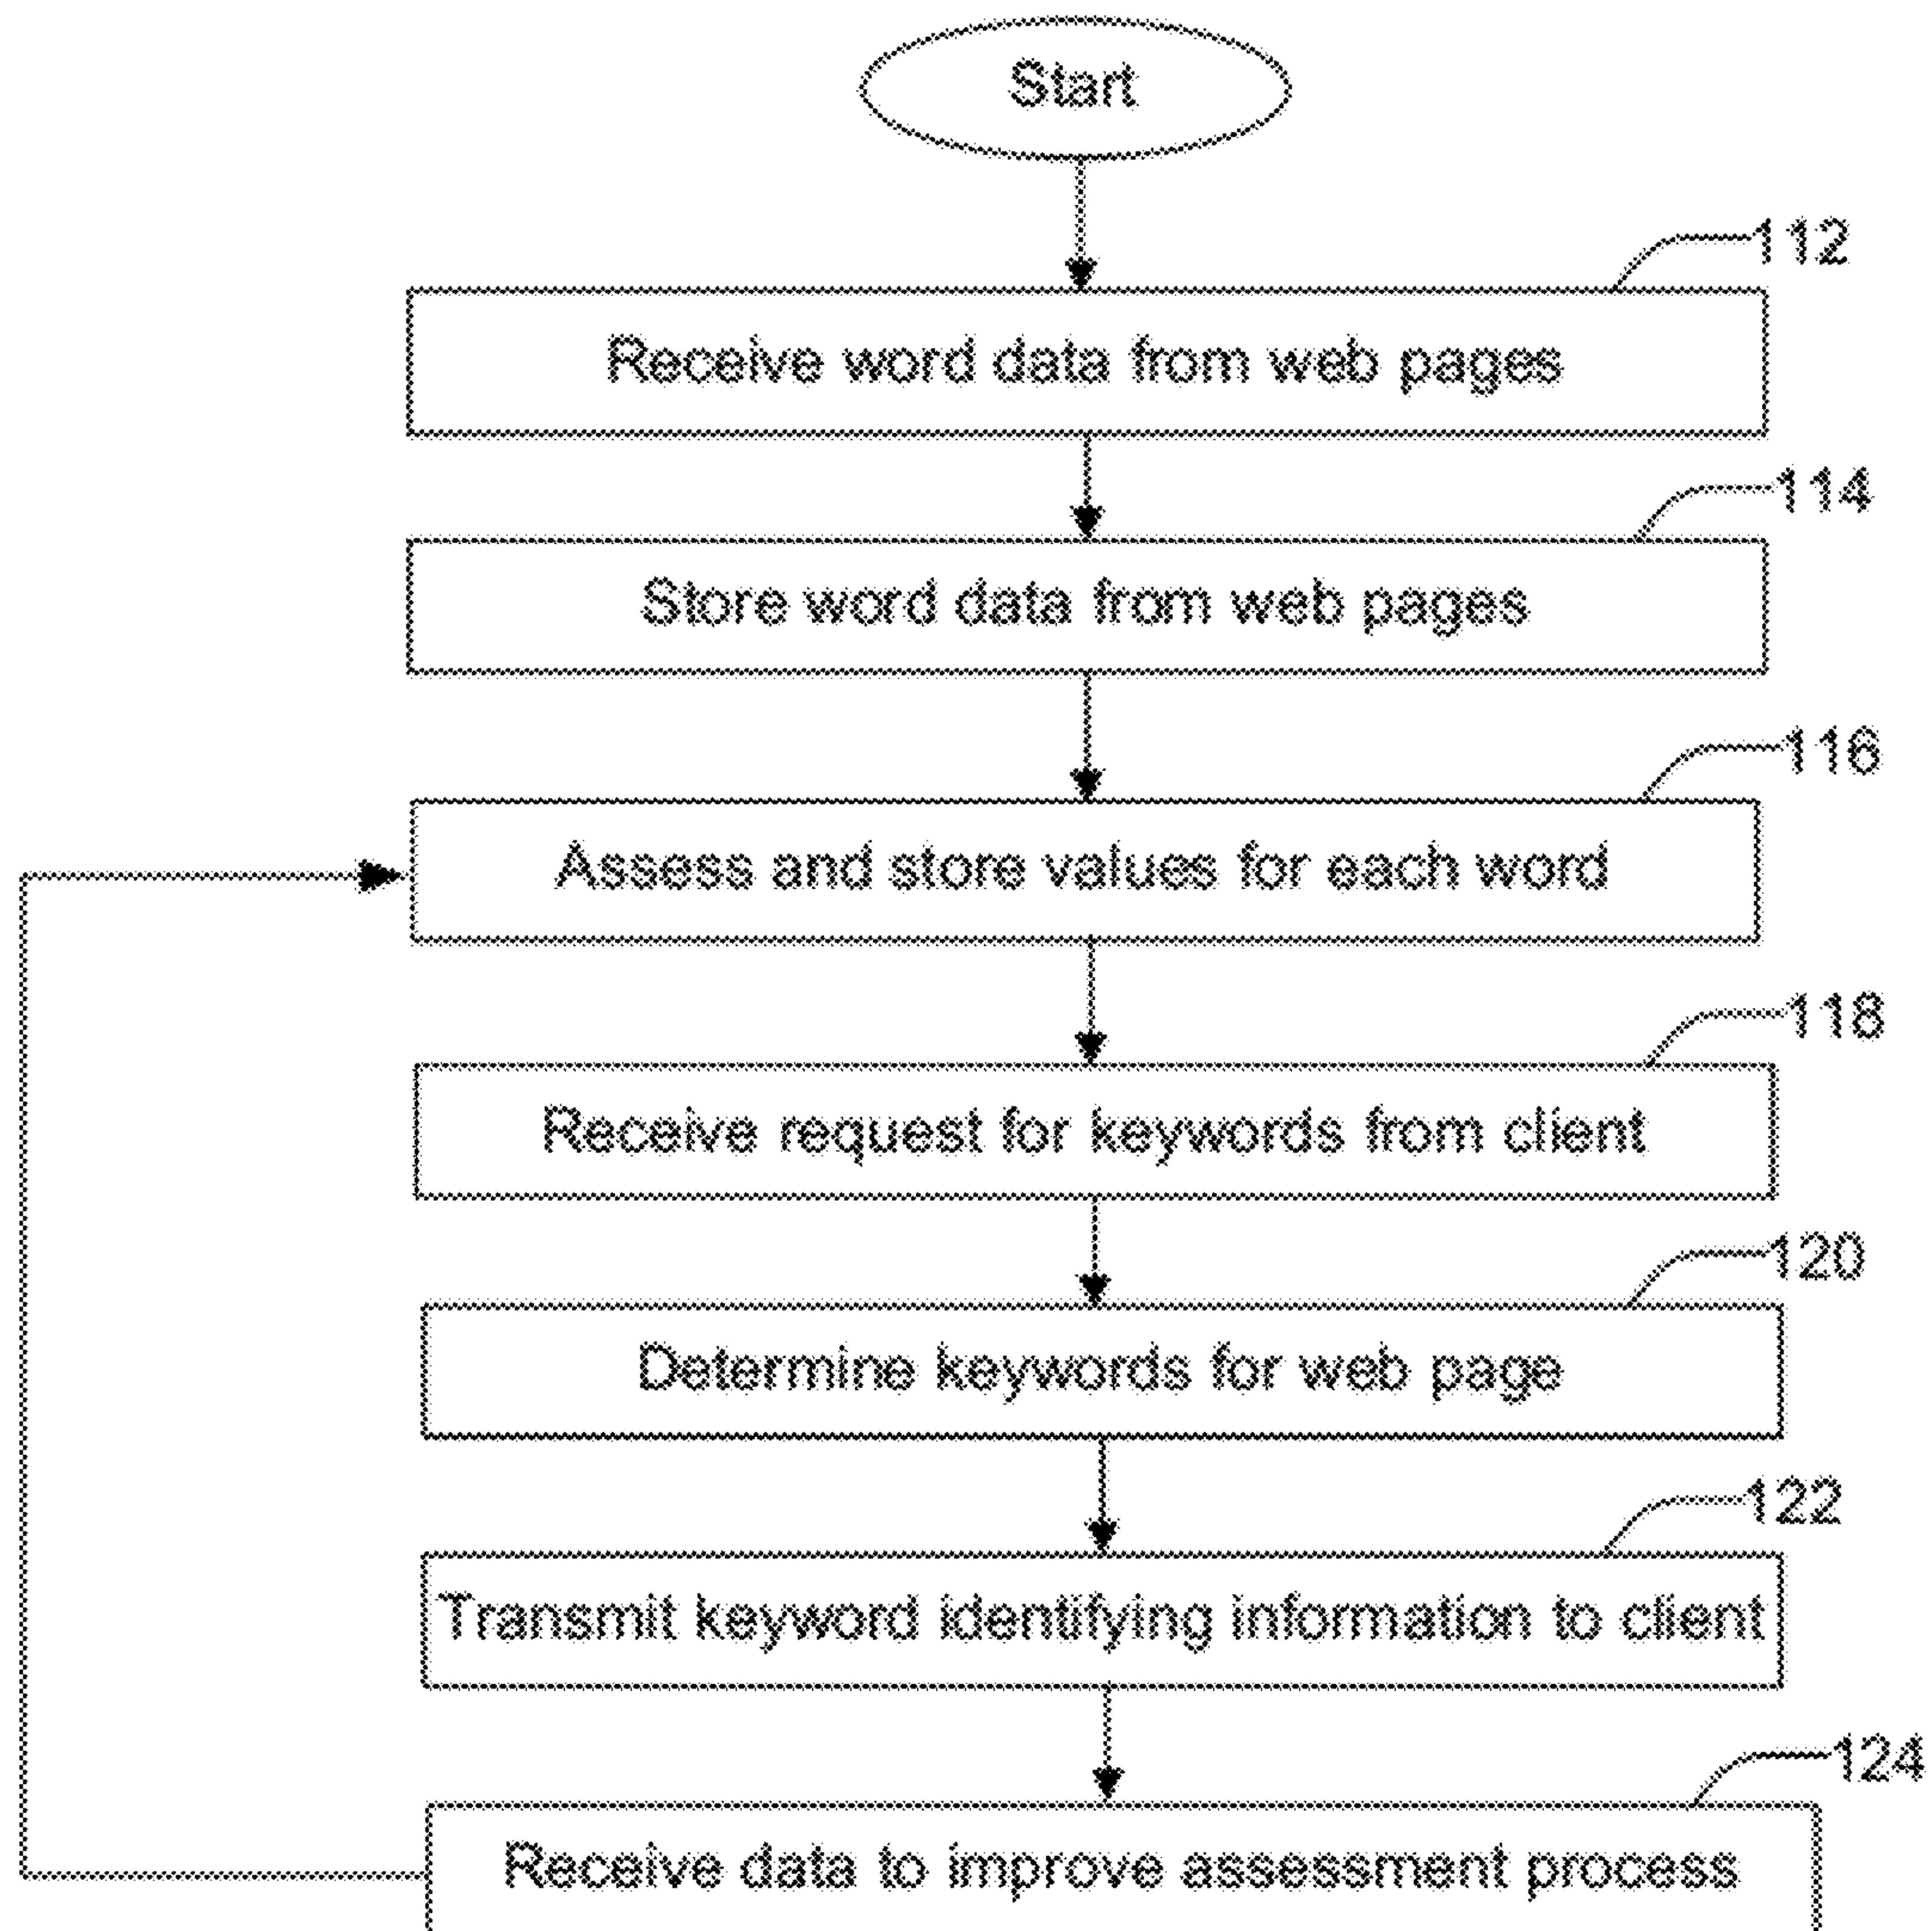 Start
112
Receive word data from web pages
114
Store word data from web pages
116
Assess and store values for each word
118
Receive request for keywords from client
120
Determine keywords for web page
122
Transmit keyword identifying information to client
124
Receive data to improve assessment process